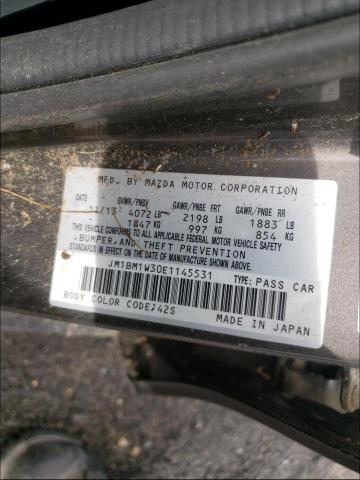 MFD. BY MAZDA MOTOR CORPORATION
DATE GVWR/PNBV GAWR/PNBE FRT GAWR/PNBE RR
11/13 4072 LB 2198 LB 1883 LB
1847 KG 997 KG 854 KG
THIS VEHICLE CONFORMS TO ALL APPLICABLE FEDERAL MOTOR VEHICLE SAFETY
, BUMPER, AND THEFT PREVENTION
STANDARDS IN EFFECT ON THE DATE OF MANUFACTURE SHOWN ABOVE.
JM1BM1W30E1145531 TYPE: PASS CAR
BODY COLOR CODE:42S MADE IN JAPAN